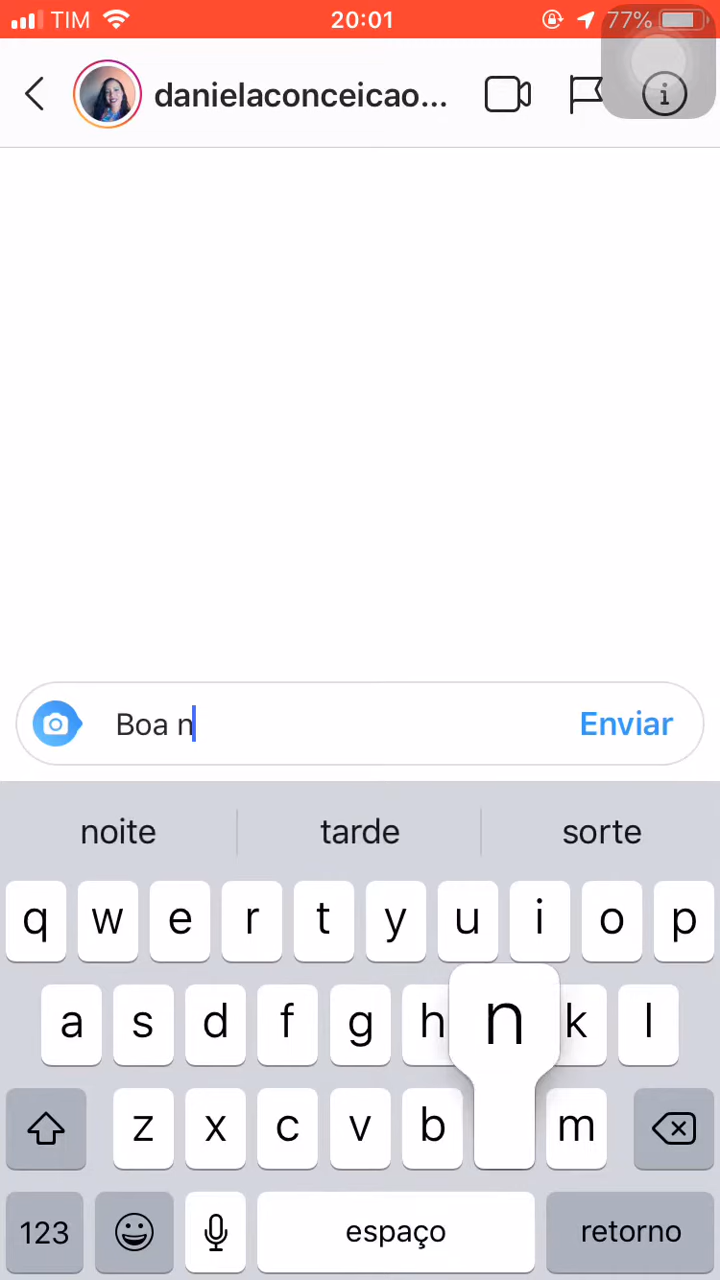 TIM 20:01 77%
danielaconceicao...
Boa n Enviar
noite tarde sorte
q w e r t y u i o p
a s d f g h n k l
z x c v b m
123 espaço retorno